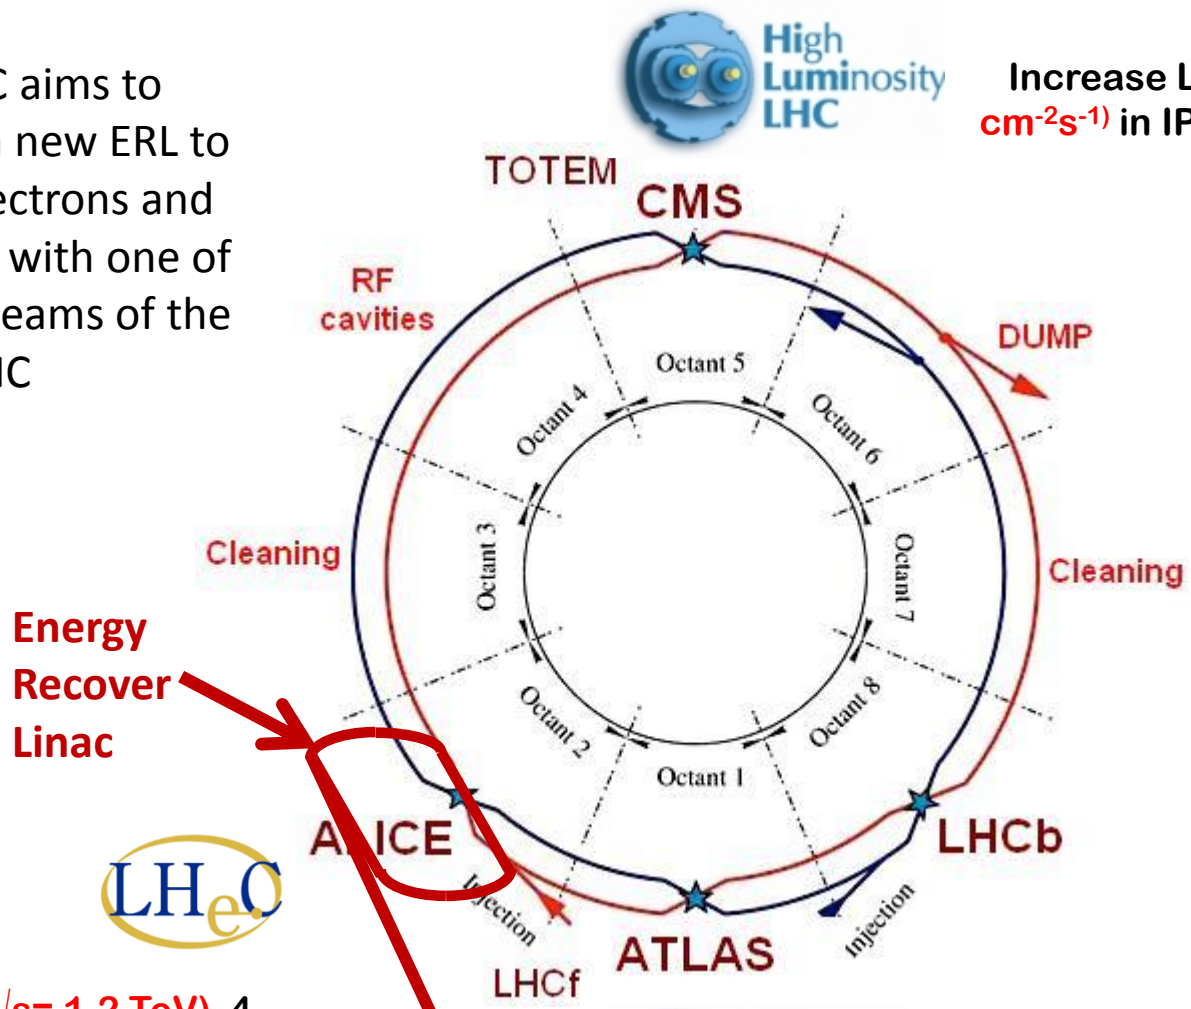 High
Luminosity
LHC
Increase L
cm-2s-1) in IP
C aims to
new ERL to
ectrons and
with one of
eams of the
TOTEM
CMS
RF
cavities
DUMP
Octant 5
Octant 4
Octant 6
Cleaning
Octant 3
Octant 7
Cleaning
Energy
Recover
Linac
Octant 2
Octant 8
Octant 1
ALICE
LHCb
LHeC
Injection
Injection
ATLAS
LHCf